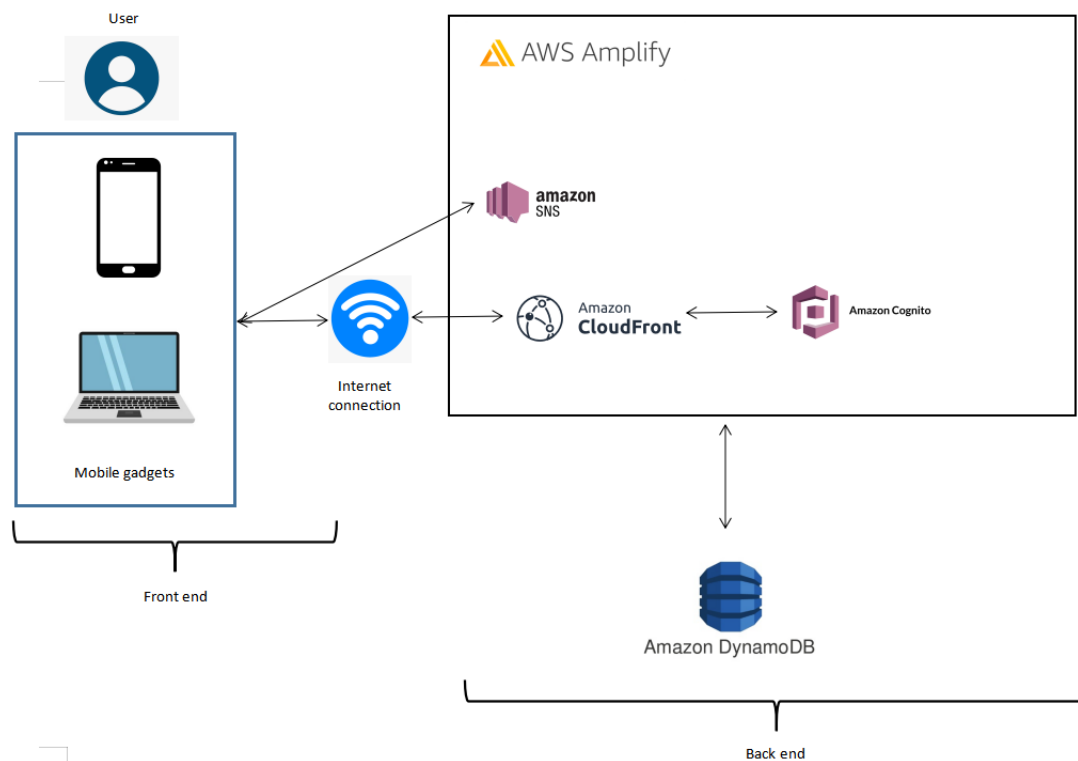 User
AWS Amplify
amazon
SNS
Amazon
CloudFront
Amazon Cognito
Internet
connection
Mobile gadgets
Front end
Amazon DynamoDB
Back end